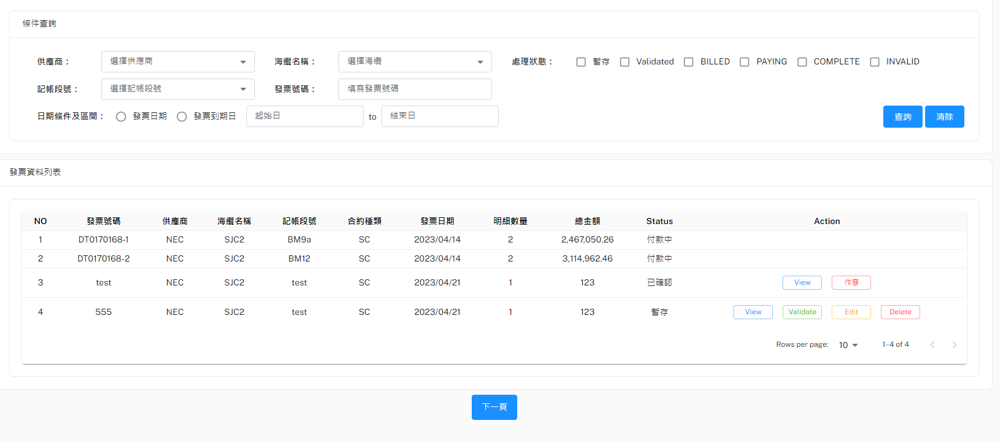 條件查詢
供應商： 選擇供應商 海纜名稱： 選擇海纜 處理狀態： 暫存 Validated BILLED PAYING COMPLETE INVALID
記帳段號： 選擇記帳段號 發票號碼： 填寫發票號碼
日期條件及區間： 發票日期 發票到期日 起始日 to 結束日 查詢 清除
發票資料列表
NO 發票號碼 供應商 海纜名稱 記帳段號 合約種類 發票日期 明細數量 總金額 Status Action
1 DT0170168-1 NEC SJC2 BM9a SC 2023/04/14 2 2,467,050.26 付款中
2 DT0170168-2 NEC SJC2 BM12 SC 2023/04/14 2 3,114,962.46 付款中
3 test NEC SJC2 test SC 2023/04/21 1 123 已確認 View 作廢
4 555 NEC SJC2 test SC 2023/04/21 1 123 暫存 View Validate Edit Delete
Rows per page: 10 1–4 of 4
下一頁